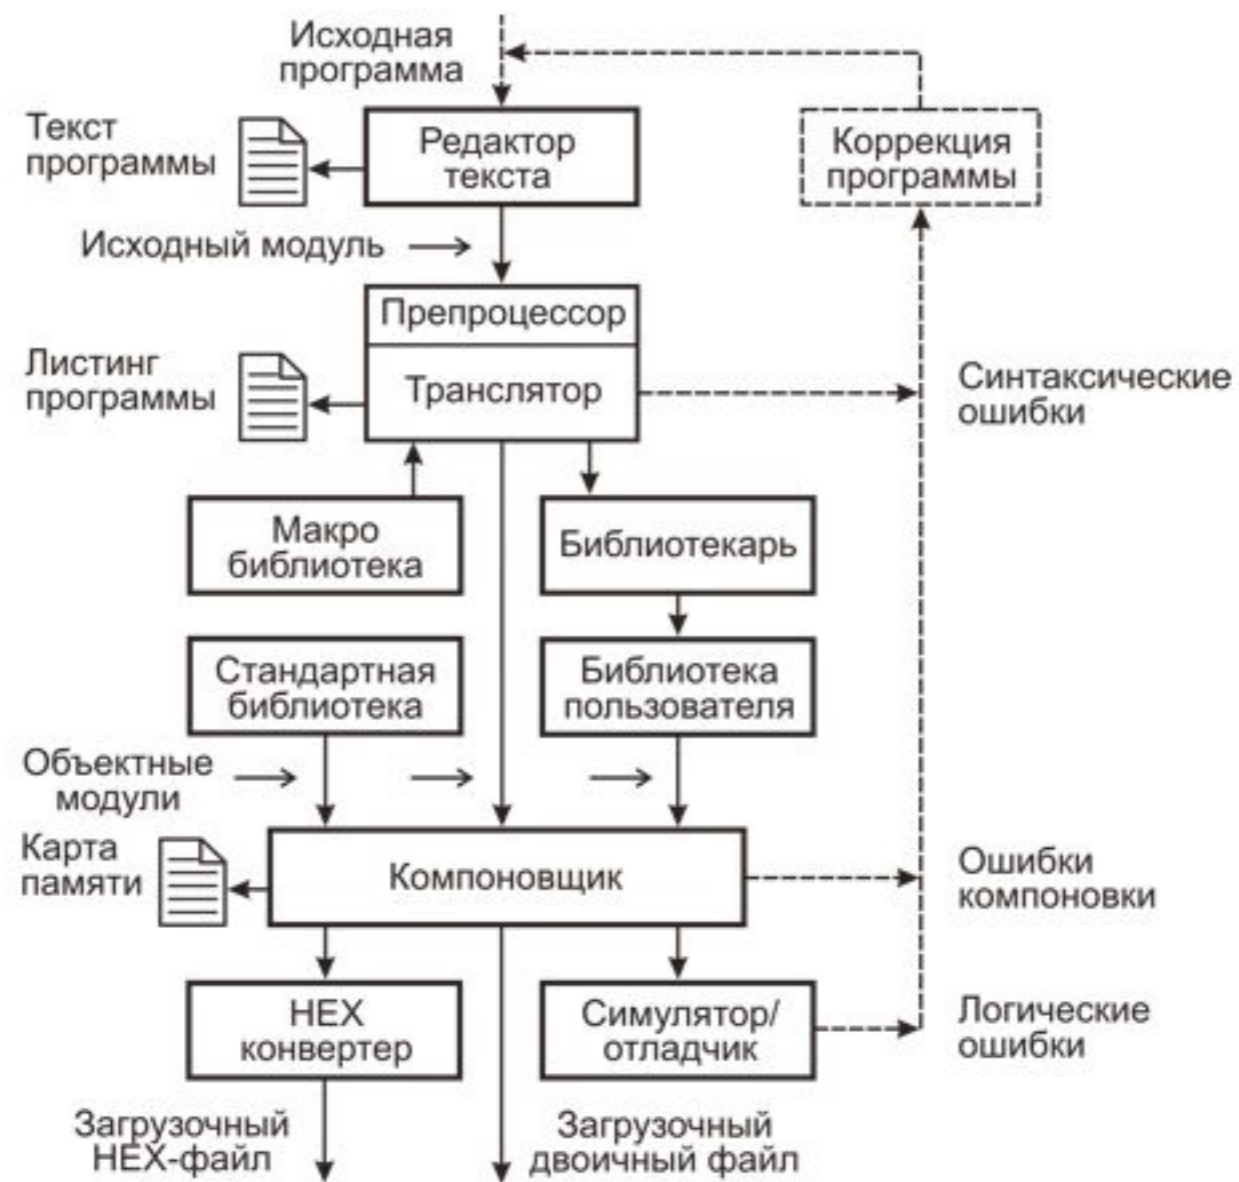 Исходная
программа
Текст
программы
Редактор
текста
Коррекция
программы
Исходный модуль
Препроцессор
Листинг
программы
Транслятор
Синтаксические
ошибки
Макро
библиотека
Библиотекарь
Стандартная
библиотека
Библиотека
пользователя
Объектные
модули
Карта
памяти
Компоновщик
Ошибки
компоновки
HEX
конвертер
Симулятор/
отладчик
Логические
ошибки
Загрузочный
HEX-файл
Загрузочный
двоичный файл